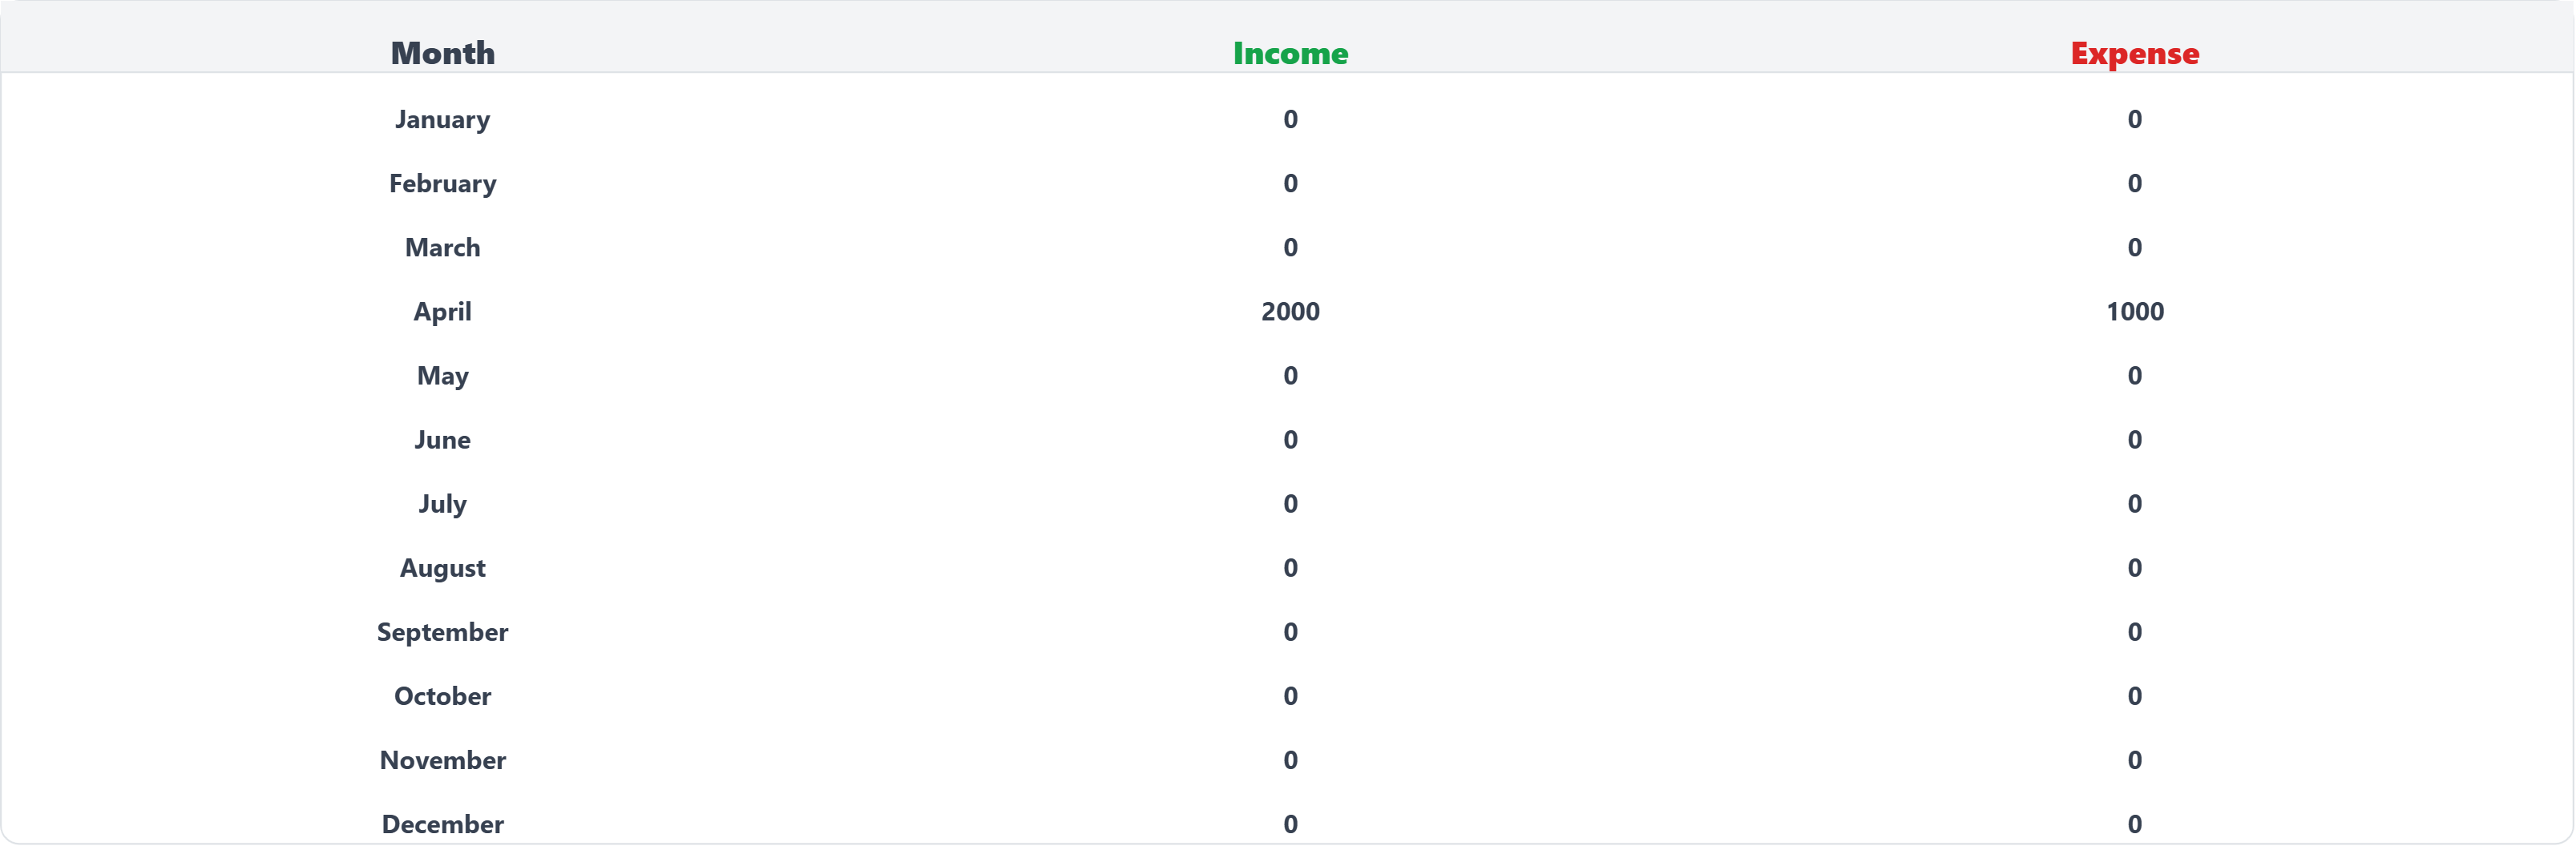 Month Income Expense
January 0 0
February 0 0
March 0 0
April 2000 1000
May 0 0
June 0 0
July 0 0
August 0 0
September 0 0
October 0 0
November 0 0
December 0 0